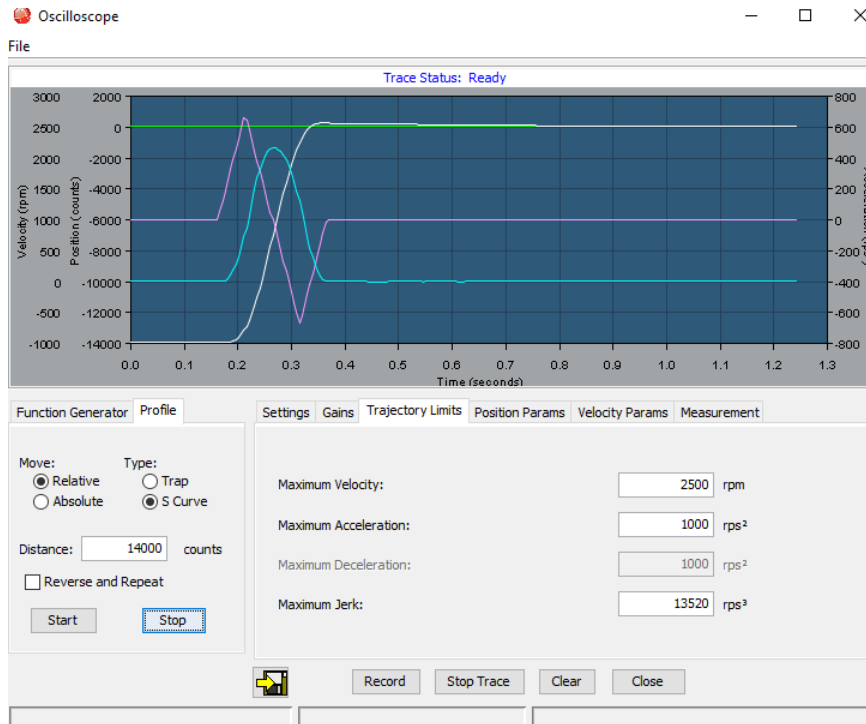 Oscilloscope
File
Trace Status: Ready
3000 2000 800
2500 0 600
2000 -2000 400
1500 -4000 200
1000 -6000 0
500 -8000 -200
0 -10000 -400
-500 -12000 -600
-1000 -14000 -800
Velocity (rpm)
Position (counts)
0.0 0.1 0.2 0.3 0.4 0.5 0.6 0.7 0.8 0.9 1.0 1.1 1.2 1.3
Time (seconds)
Function Generator Profile Settings Gains Trajectory Limits Position Params Velocity Params Measurement
Move: Type:
Relative Trap
Absolute S Curve
Distance: 14000 counts
Reverse and Repeat
Start Stop
Maximum Velocity: 2500 rpm
Maximum Acceleration: 1000 rps²
Maximum Deceleration: 1000 rps²
Maximum Jerk: 13520 rps³
Record Stop Trace Clear Close